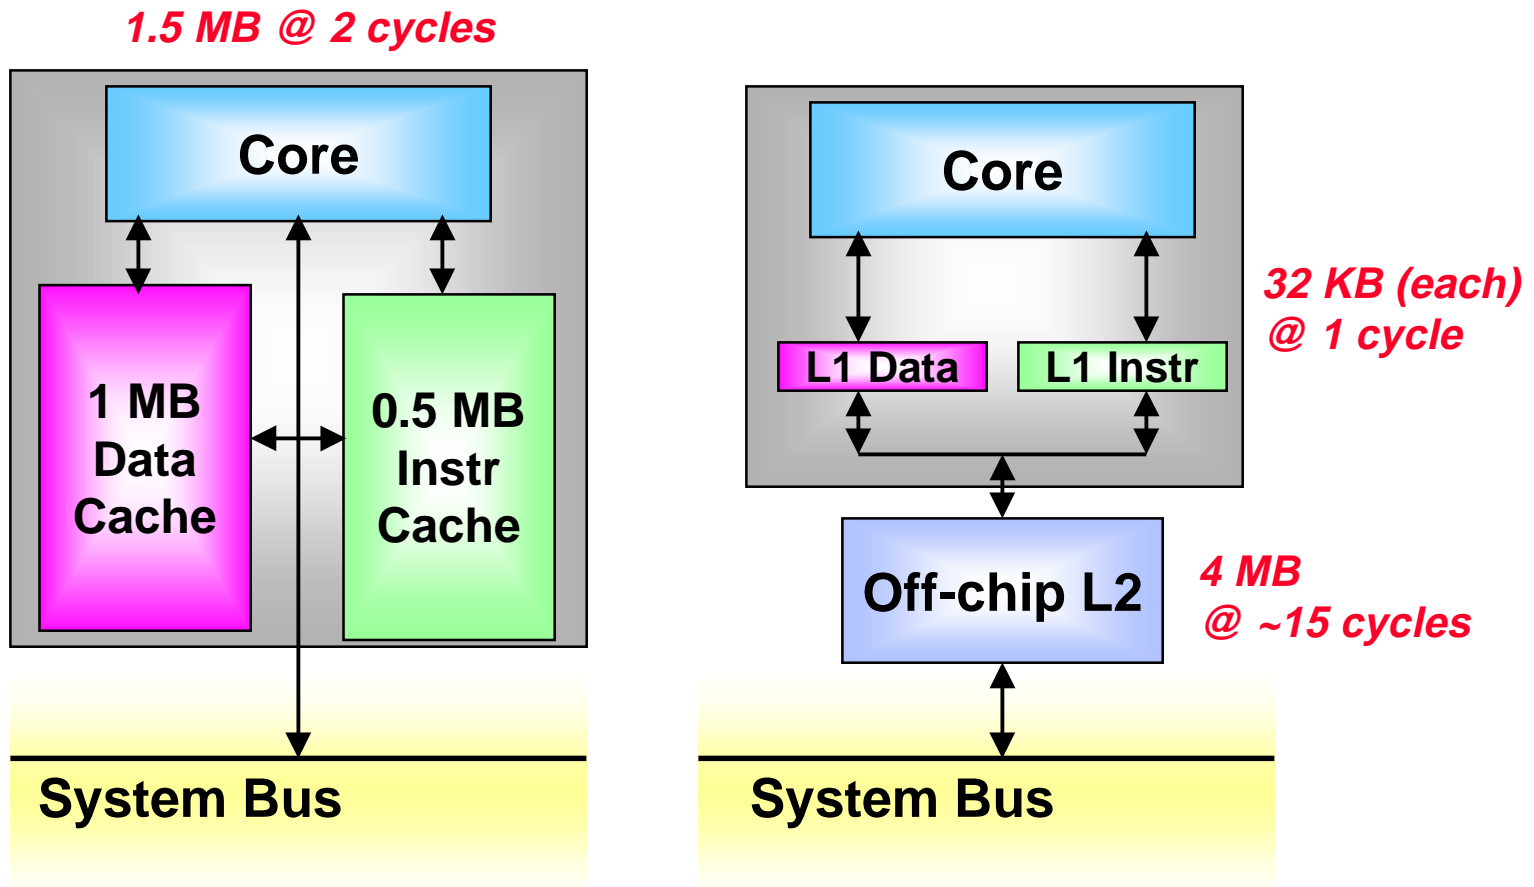 1.5 MB @ 2 cycles
Core
1 MB
Data
Cache
0.5 MB
Instr
Cache
System Bus
Core
32 KB (each)
@ 1 cycle
L1 Data
L1 Instr
Off-chip L2
4 MB
@ ~15 cycles
System Bus